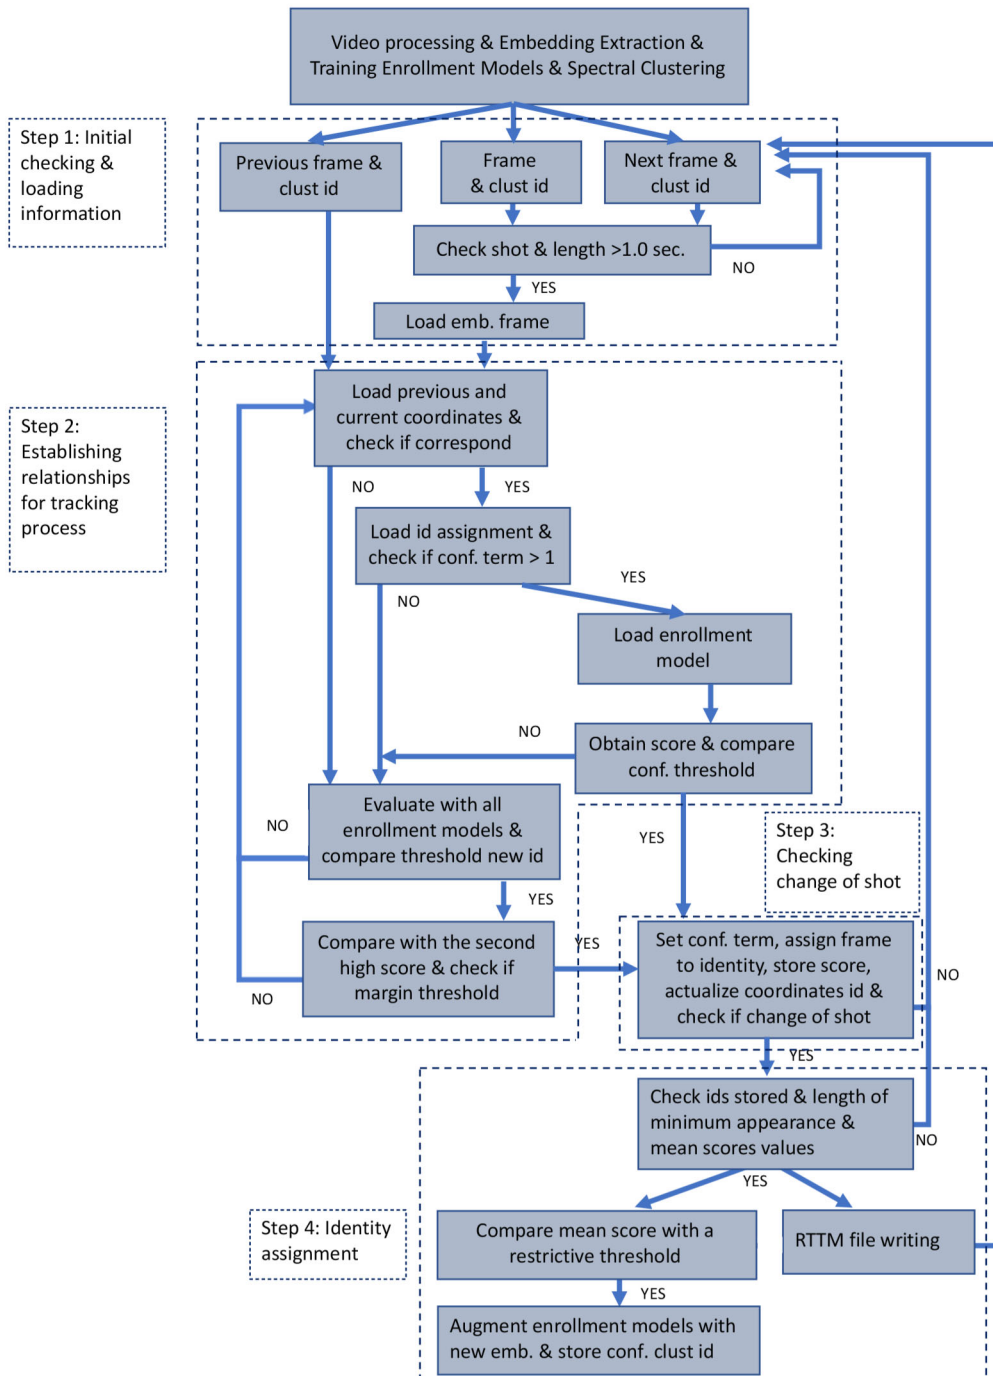 Video processing & Embedding Extraction &
Training Enrollment Models & Spectral Clustering
Step 1: Initial
checking &
loading
information
Previous frame &
clust id
Frame
& clust id
Next frame &
clust id
Check shot & length >1.0 sec.
NO
YES
Load emb. frame
Step 2:
Establishing
relationships
for tracking
process
Load previous and
current coordinates &
check if correspond
NO
YES
Load id assignment &
check if conf. term > 1
YES
NO
Load enrollment
model
NO
Obtain score & compare
conf. threshold
Evaluate with all
enrollment models &
compare threshold new id
NO
YES
YES
Step 3:
Checking
change of shot
Compare with the second
high score & check if
margin threshold
NO
YES
Set conf. term, assign frame
to identity, store score,
actualize coordinates id &
check if change of shot
NO
YES
Check ids stored & length of
minimum appearance &
mean scores values
NO
YES
Step 4: Identity
assignment
Compare mean score with a
restrictive threshold
RTTM file writing
YES
Augment enrollment models with
new emb. & store conf. clust id